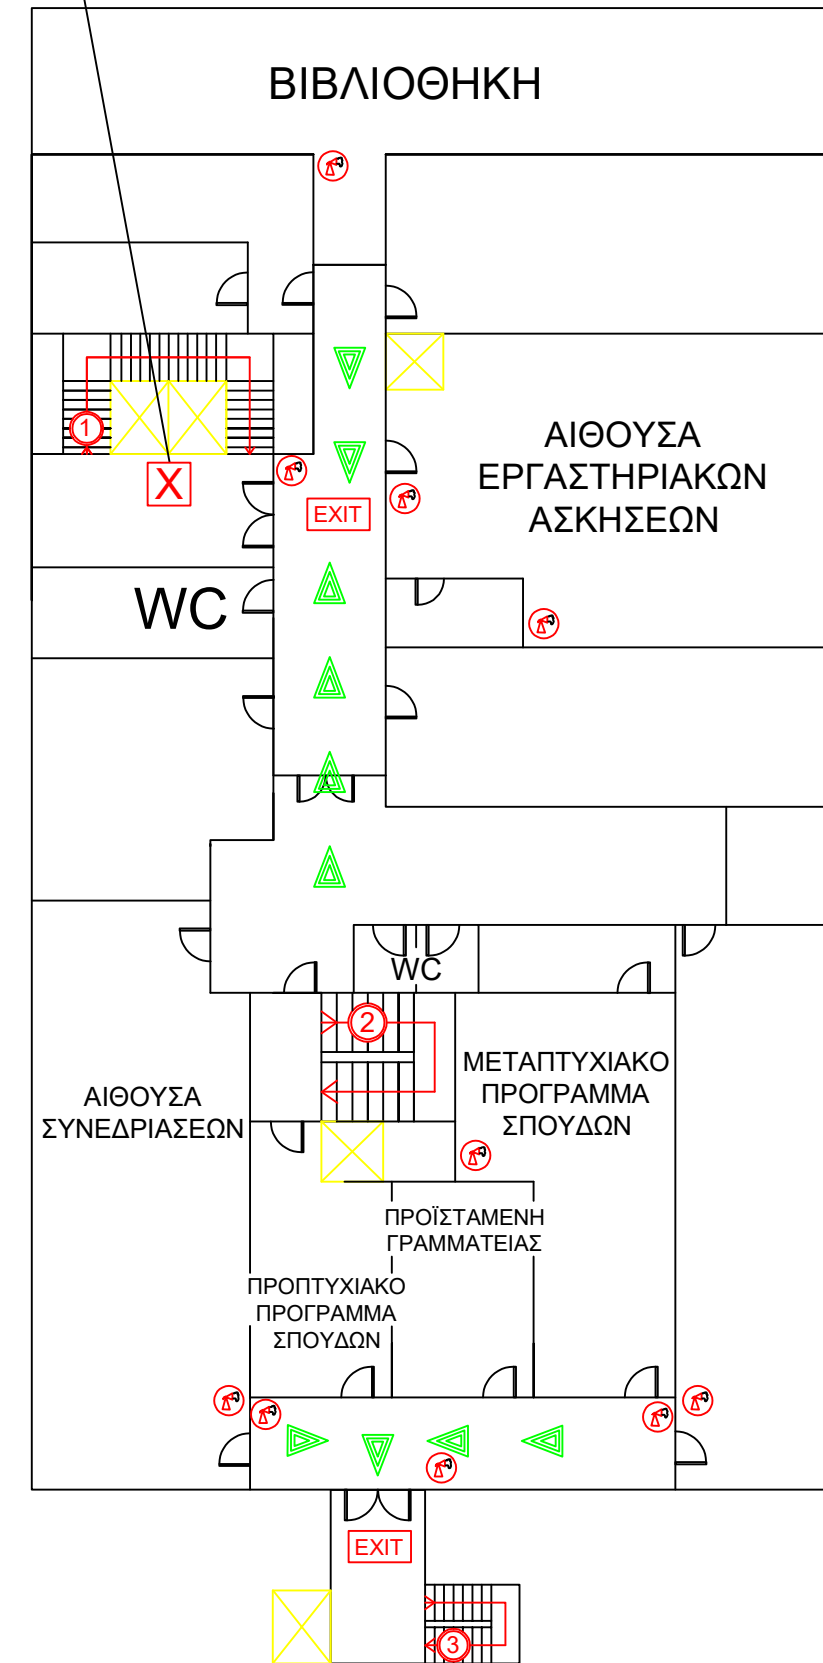 ΒΙΒΛΙΟΘΗΚΗ
1
X
EXIT
ΑΙΘΟΥΣΑ
ΕΡΓΑΣΤΗΡΙΑΚΩΝ
ΑΣΚΗΣΕΩΝ
WC
WC
2
ΑΙΘΟΥΣΑ
ΣΥΝΕΔΡΙΑΣΕΩΝ
ΜΕΤΑΠΤΥΧΙΑΚΟ
ΠΡΟΓΡΑΜΜΑ
ΣΠΟΥΔΩΝ
ΠΡΟΪΣΤΑΜΕΝΗ
ΓΡΑΜΜΑΤΕΙΑΣ
ΠΡΟΠΤΥΧΙΑΚΟ
ΠΡΟΓΡΑΜΜΑ
ΣΠΟΥΔΩΝ
EXIT
3